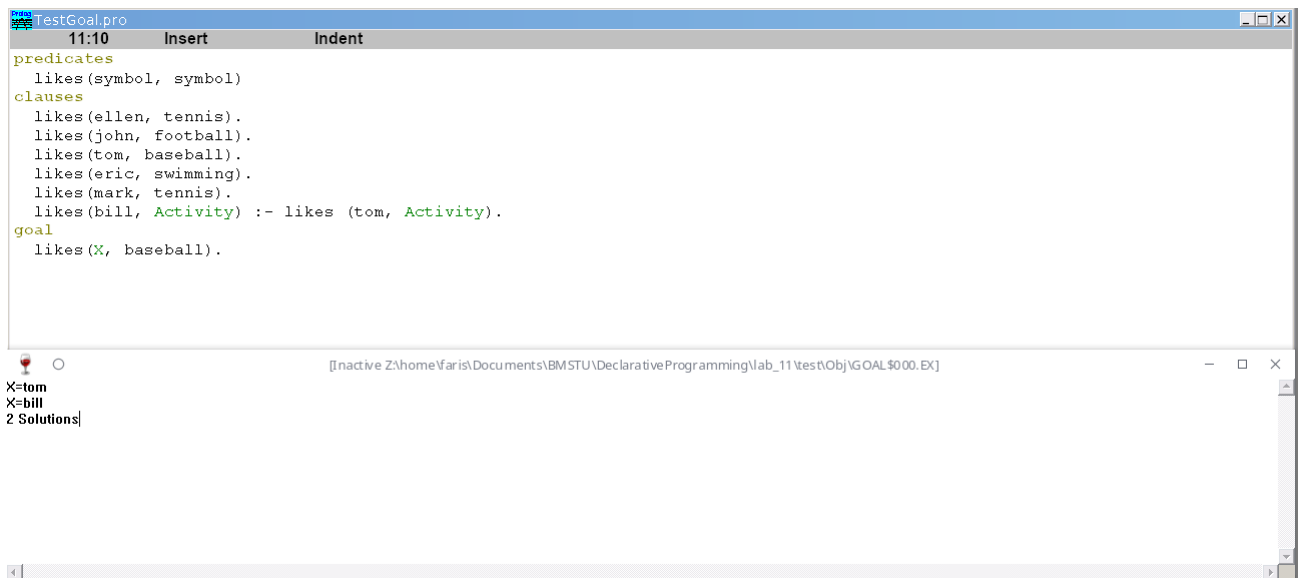 Prolog
TestGoal.pro
11:10 Insert Indent
predicates
likes(symbol, symbol)
clauses
likes(ellen, tennis).
likes(john, football).
likes(tom, baseball).
likes(eric, swimming).
likes(mark, tennis).
likes(bill, Activity) :- likes (tom, Activity).
goal
likes(X, baseball).
[Inactive Z:\home\faris\Documents\BMSTU\DeclarativeProgramming\lab_11\test\Obj\GOAL$000.EX]
X=tom
X=bill
2 Solutions